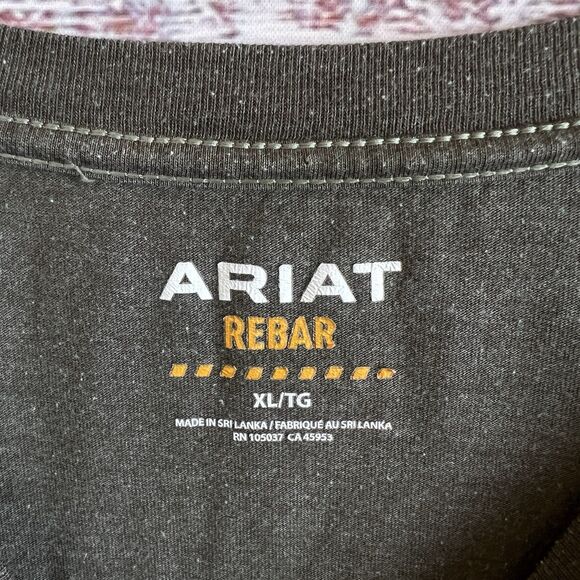 ARIAT
REBAR
XL/TG
MADE IN SRI LANKA / FABRIQUÉ AU SRI LANKA
RN 105037 CA 45953